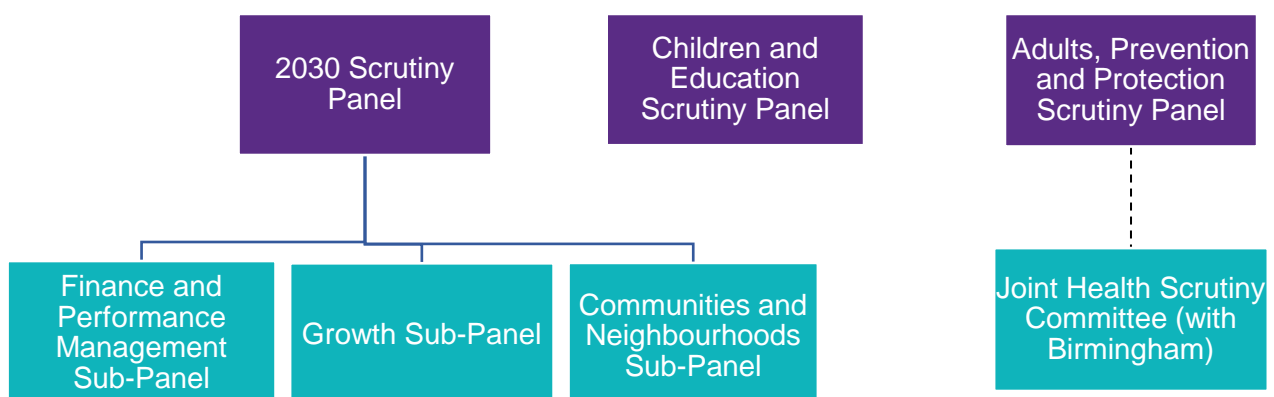 2030 Scrutiny
Panel
Children and
Education
Scrutiny Panel
Adults, Prevention
and Protection
Scrutiny Panel
Finance and
Performance
Management
Sub-Panel
Growth Sub-Panel
Communities and
Neighbourhoods
Sub-Panel
Joint Health Scrutiny
Committee (with
Birmingham)